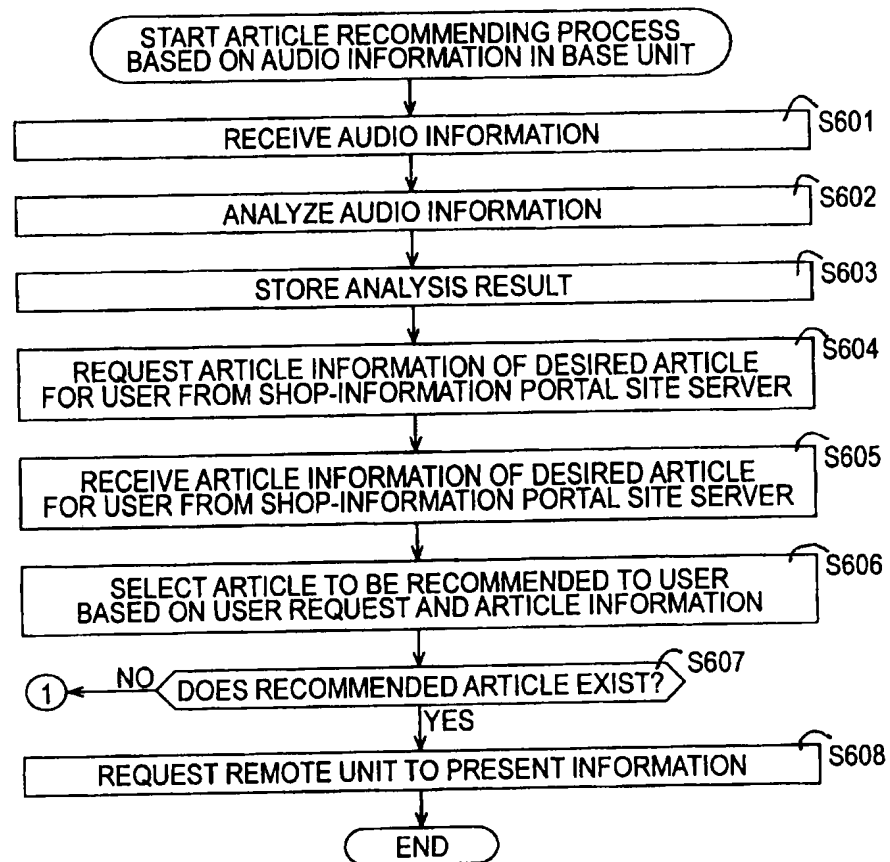 START ARTICLE RECOMMENDING PROCESS
BASED ON AUDIO INFORMATION IN BASE UNIT
S601
RECEIVE AUDIO INFORMATION
S602
ANALYZE AUDIO INFORMATION
S603
STORE ANALYSIS RESULT
S604
REQUEST ARTICLE INFORMATION OF DESIRED ARTICLE
FOR USER FROM SHOP-INFORMATION PORTAL SITE SERVER
S605
RECEIVE ARTICLE INFORMATION OF DESIRED ARTICLE
FOR USER FROM SHOP-INFORMATION PORTAL SITE SERVER
S606
SELECT ARTICLE TO BE RECOMMENDED TO USER
BASED ON USER REQUEST AND ARTICLE INFORMATION
S607
1 NO DOES RECOMMENDED ARTICLE EXIST?
YES
S608
REQUEST REMOTE UNIT TO PRESENT INFORMATION
END